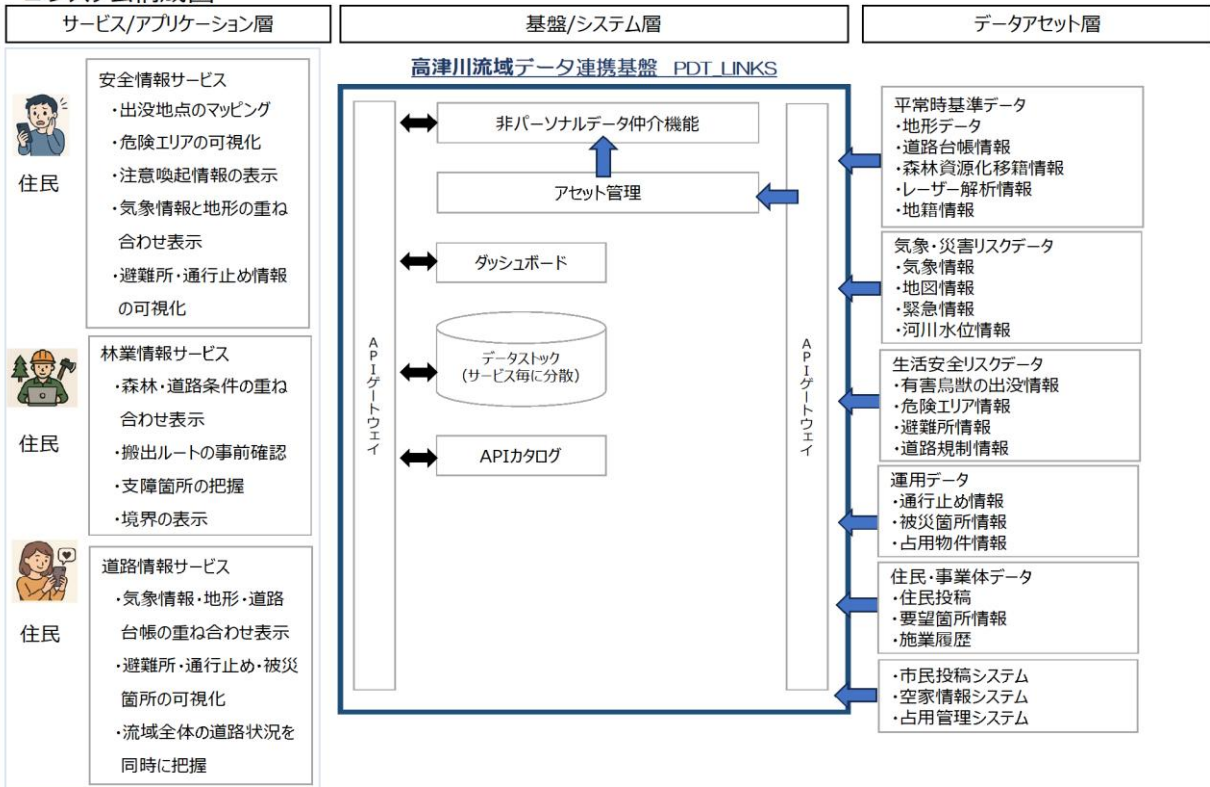 サービス/アプリケーション層
基盤/システム層
データアセット層
住民
安全情報サービス
・出没地点のマッピング
・危険エリアの可視化
・注意喚起情報の表示
・気象情報と地形の重ね
合わせ表示
・避難所・通行止め情報
の可視化
住民
林業情報サービス
・森林・道路条件の重ね
合わせ表示
・搬出ルートの事前確認
・支障箇所の把握
・境界の表示
住民
道路情報サービス
・気象情報・地形・道路
台帳の重ね合わせ表示
・避難所・通行止め・被災
箇所の可視化
・流域全体の道路状況を
同時に把握
高津川流域データ連携基盤 PDT_LINKS
APIゲートウェイ
非パーソナルデータ仲介機能
アセット管理
ダッシュボード
データストック
(サービス毎に分散)
APIカタログ
APIゲートウェイ
平常時基準データ
・地形データ
・道路台帳情報
・森林資源化移籍情報
・レーザー解析情報
・地籍情報
気象・災害リスクデータ
・気象情報
・地図情報
・緊急情報
・河川水位情報
生活安全リスクデータ
・有害鳥獣の出没情報
・危険エリア情報
・避難所情報
・道路規制情報
運用データ
・通行止め情報
・被災箇所情報
・占用物件情報
住民・事業体データ
・住民投稿
・要望箇所情報
・施業履歴
・市民投稿システム
・空家情報システム
・占用管理システム